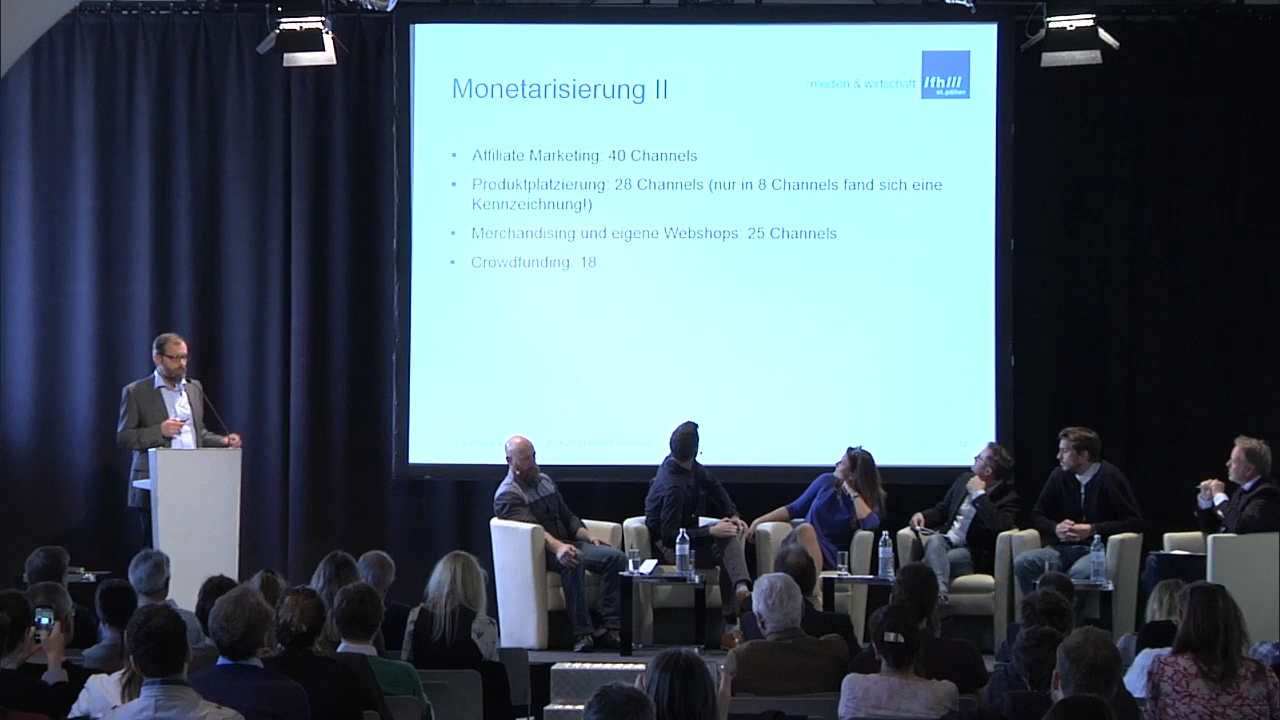 Monetarisierung II
medien & wirtschaft
/fh///
st.pölten
Affiliate Marketing: 40 Channels
Produktplatzierung: 28 Channels (nur in 8 Channels fand sich eine
Kennzeichnung!)
Merchandising und eigene Webshops: 25 Channels
Crowdfunding: 18